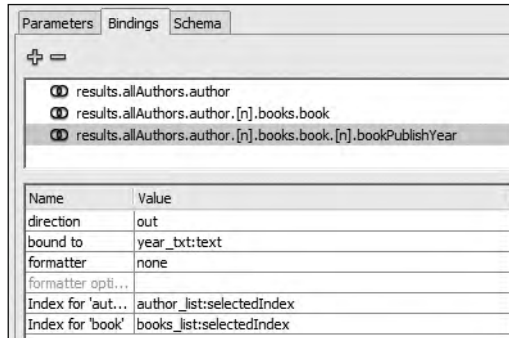 Parameters Bindings Schema
results.allAuthors.author
results.allAuthors.author.[n].books.book
results.allAuthors.author.[n].books.book.[n].bookPublishYear
Name Value
direction out
bound to year_txt:text
formatter none
formatter opti...
Index for 'aut... author_list:selectedIndex
Index for 'book' books_list:selectedIndex